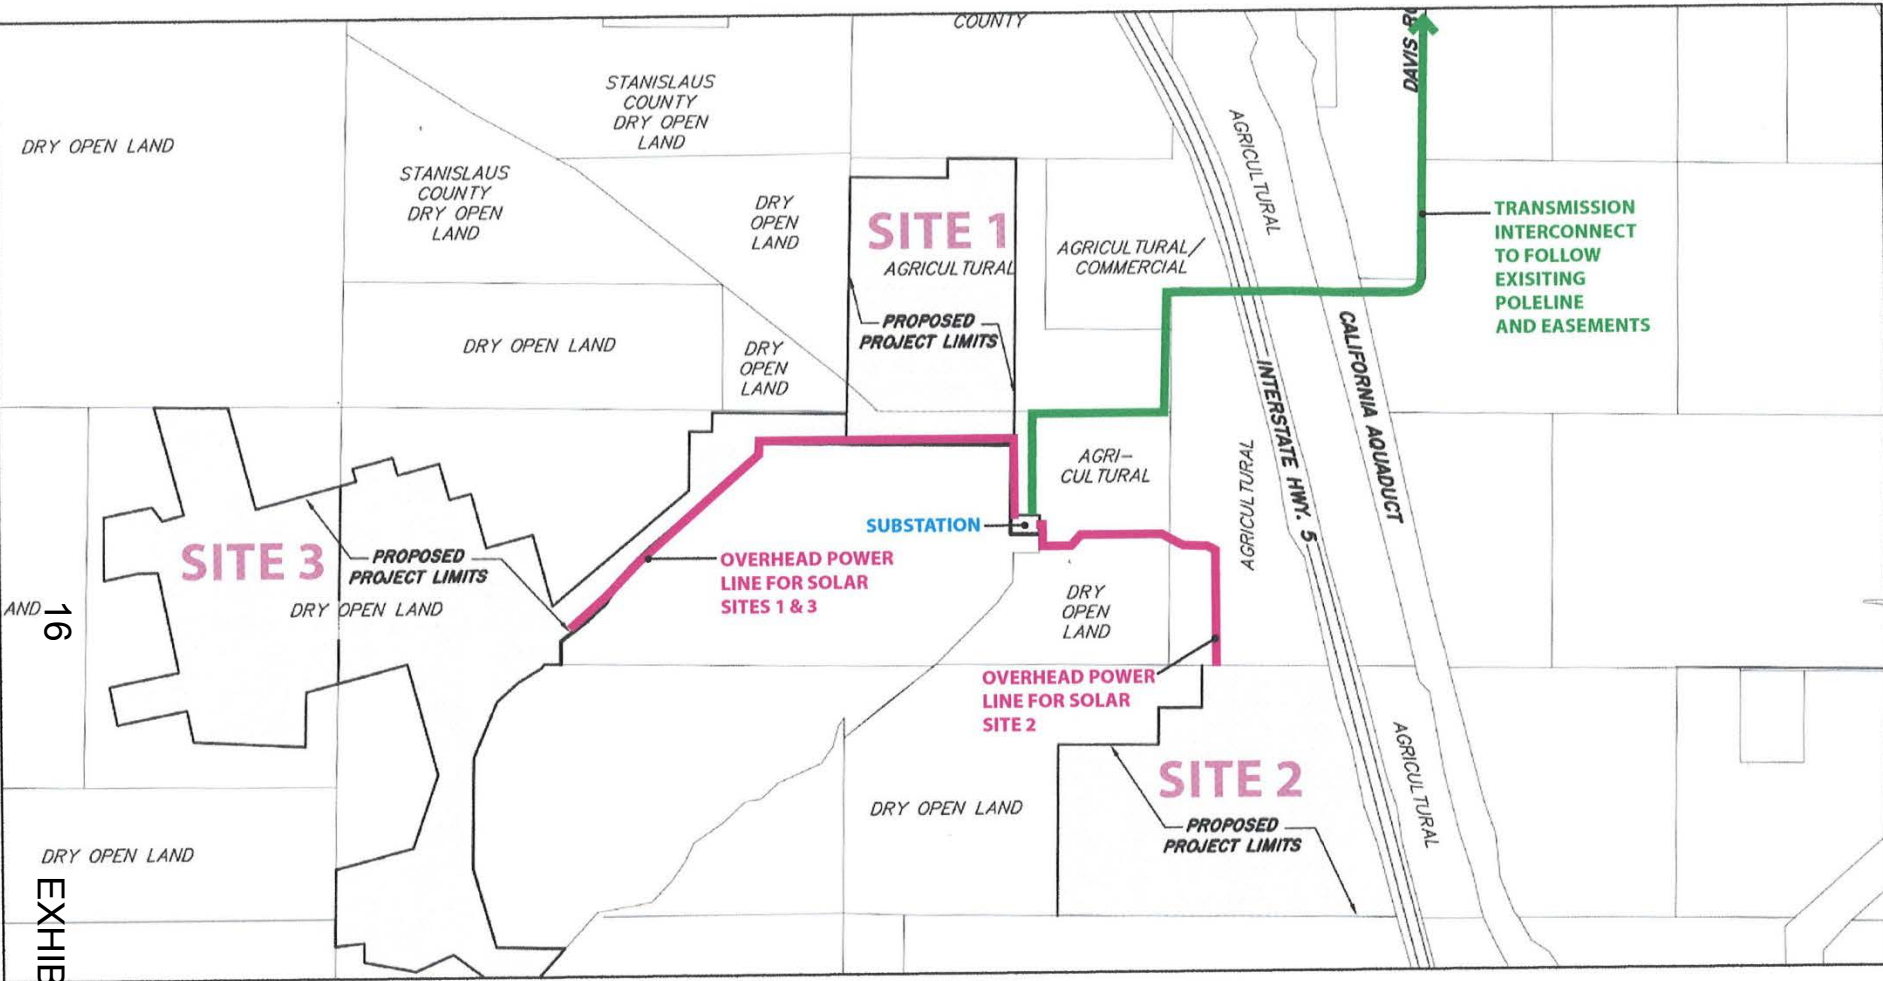 COUNTY
DAVIS
STANISLAUS
COUNTY
DRY OPEN
LAND
DRY OPEN LAND
STANISLAUS
COUNTY
DRY OPEN
LAND
DRY
OPEN
LAND
SITE 1
AGRICULTURAL
AGRICULTURAL/
COMMERCIAL
AGRICULTURAL
TRANSMISSION
INTERCONNECT
TO FOLLOW
EXISITING
POLELINE
AND EASEMENTS
PROPOSED
PROJECT LIMITS
DRY OPEN LAND
DRY
OPEN
LAND
INTERSTATE HWY. 5
CALIFORNIA AQUADUCT
AGRI-
CULTURAL
AGRICULTURAL
SUBSTATION
SITE 3
PROPOSED
PROJECT LIMITS
DRY OPEN LAND
OVERHEAD POWER
LINE FOR SOLAR
SITES 1 & 3
DRY
OPEN
LAND
AND
16
OVERHEAD POWER
LINE FOR SOLAR
SITE 2
SITE 2
AGRICULTURAL
DRY OPEN LAND
PROPOSED
PROJECT LIMITS
DRY OPEN LAND
EXHIB